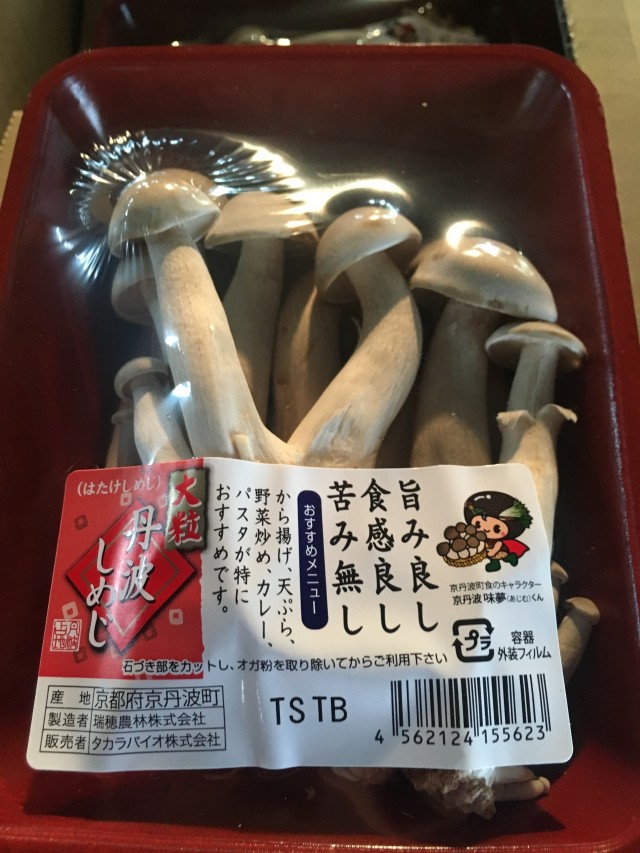 (はたけしめじ)
大粒
丹波
しめじ
旨み良し
食感良し
苦み無し
おすすめメニュー
から揚げ、天ぷら、
野菜炒め、カレー、
パスタが特に
おすすめです。
京丹波町食のキャラクター
京丹波 味夢(あじむ)くん
プラ
容器
外装フィルム
石づき部をカットし、オガ粉を取り除いてからご利用下さい
産地 京都府京丹波町
製造者 瑞穂農林株式会社
販売者 タカラバイオ株式会社
TS TB
4 562124 155623